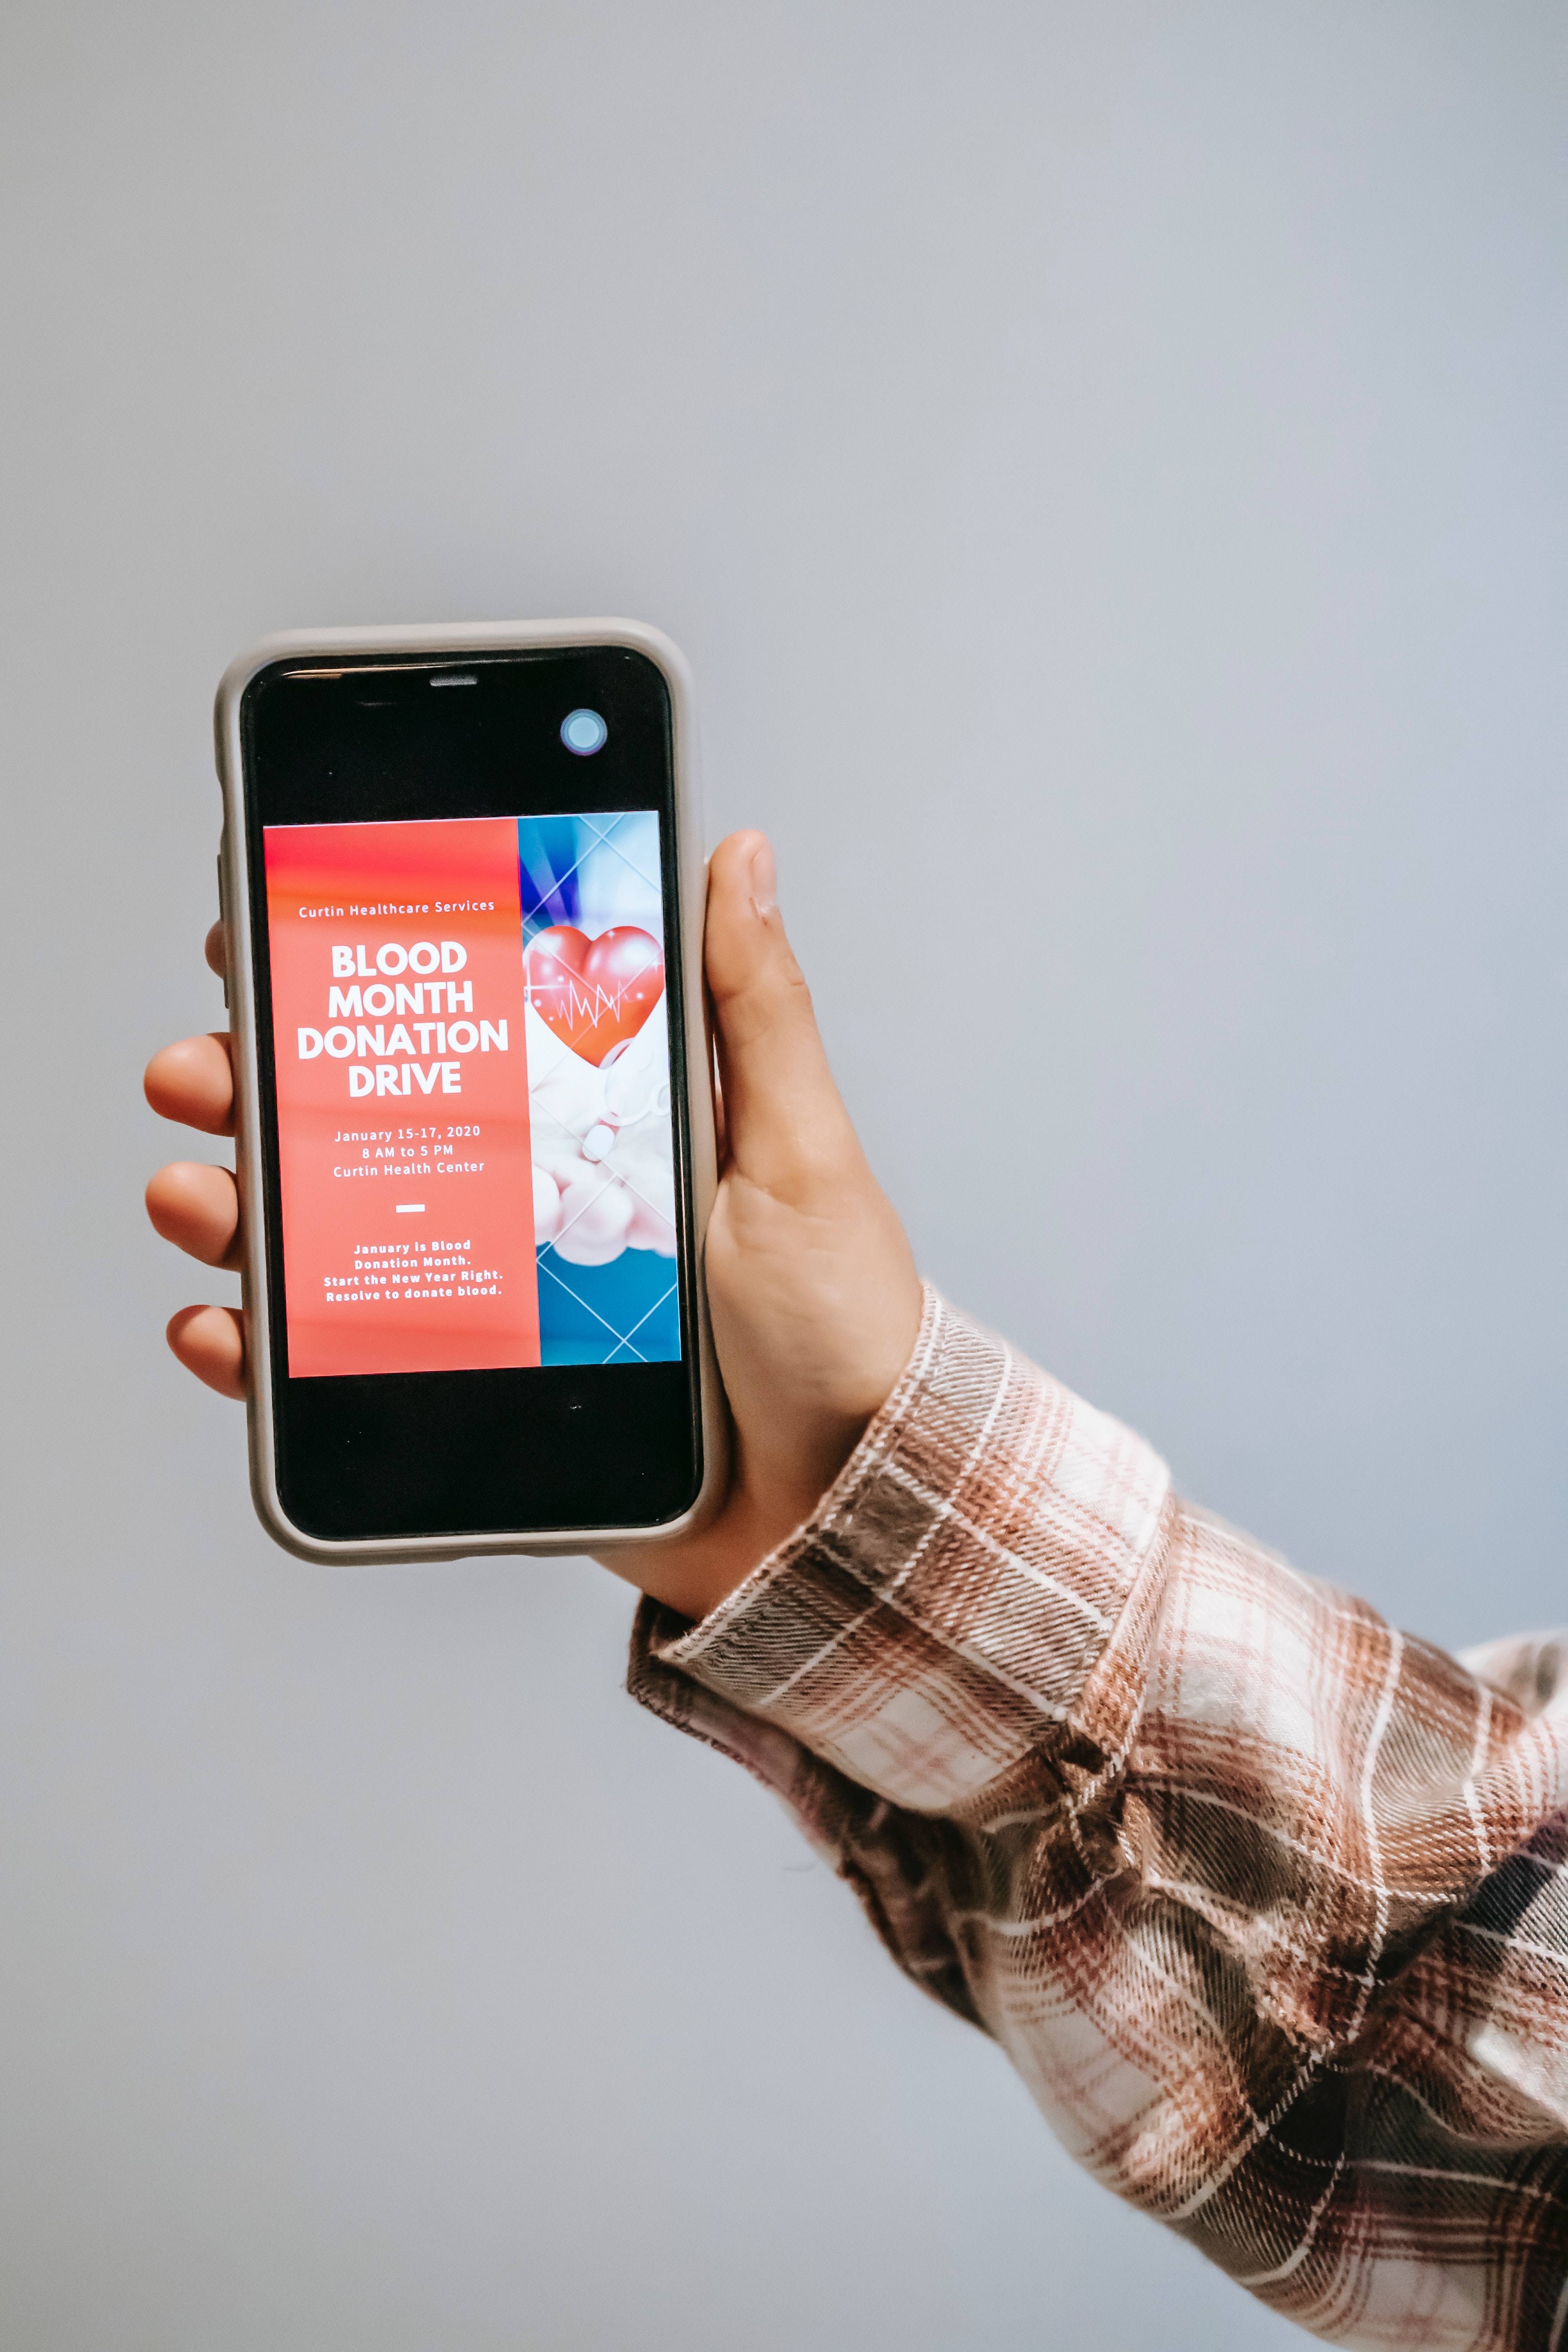 Curtin Healthcare Services
BLOOD
MONTH
DONATION
DRIVE
January 15-17, 2020
8 AM to 5 PM
Curtin Health Center
January is Blood
Donation Month.
Start the New Year Right.
Resolve to donate blood.